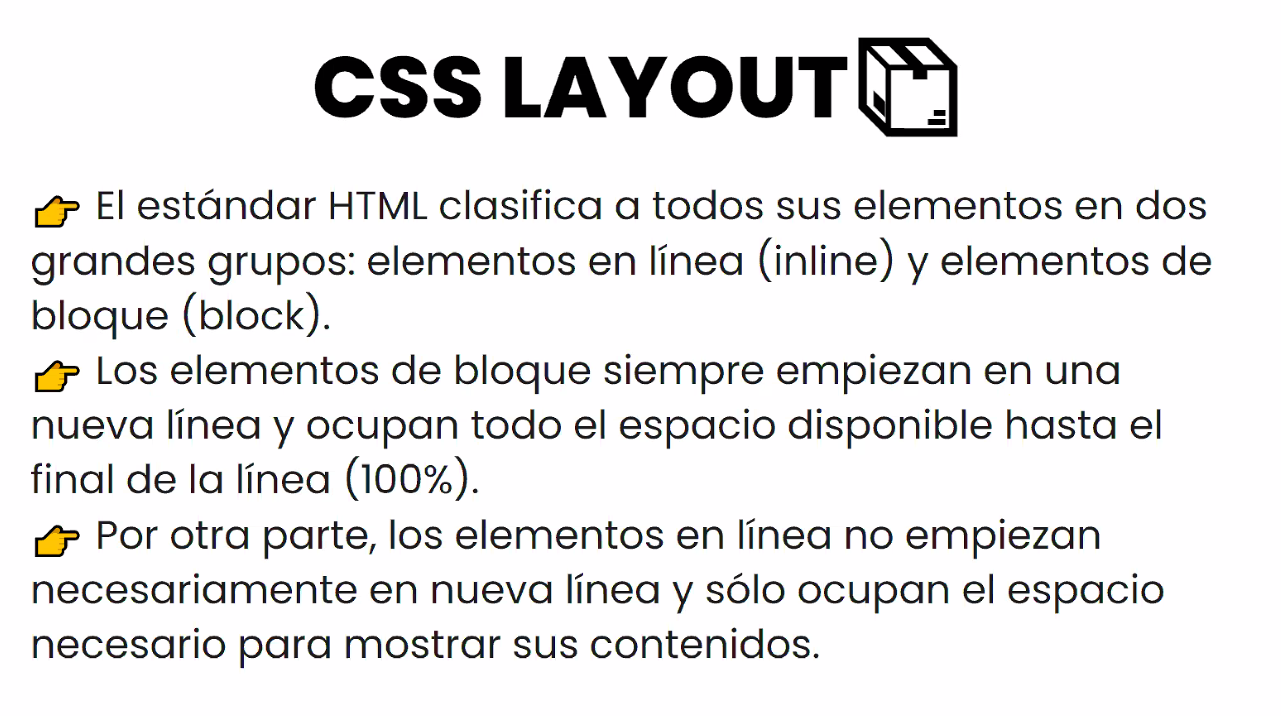 CSS LAYOUT
👉 El estándar HTML clasifica a todos sus elementos en dos
grandes grupos: elementos en línea (inline) y elementos de
bloque (block).
👉 Los elementos de bloque siempre empiezan en una
nueva línea y ocupan todo el espacio disponible hasta el
final de la línea (100%).
👉 Por otra parte, los elementos en línea no empiezan
necesariamente en nueva línea y sólo ocupan el espacio
necesario para mostrar sus contenidos.